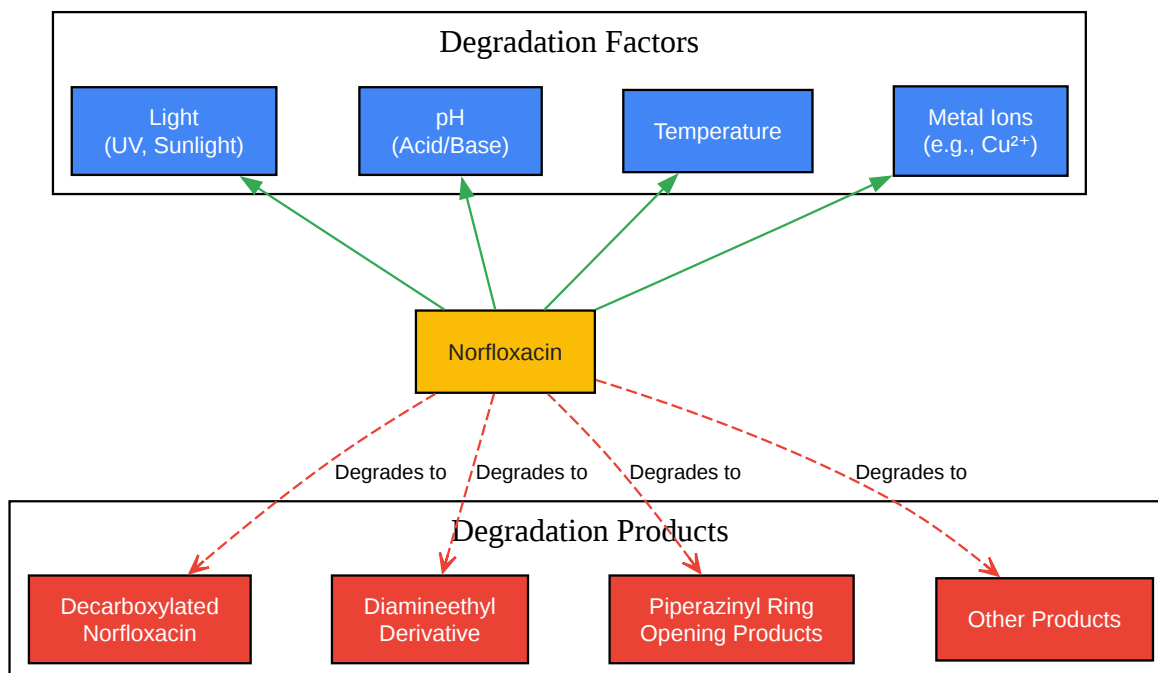 Degradation Factors
Light
(UV, Sunlight)
pH
(Acid/Base)
Temperature
Metal Ions
(e.g., Cu²⁺)
Norfloxacin
Degrades to
Degrades to
Degrades to
Degrades to
Degradation Products
Decarboxylated
Norfloxacin
Diamineethyl
Derivative
Piperazinyl Ring
Opening Products
Other Products